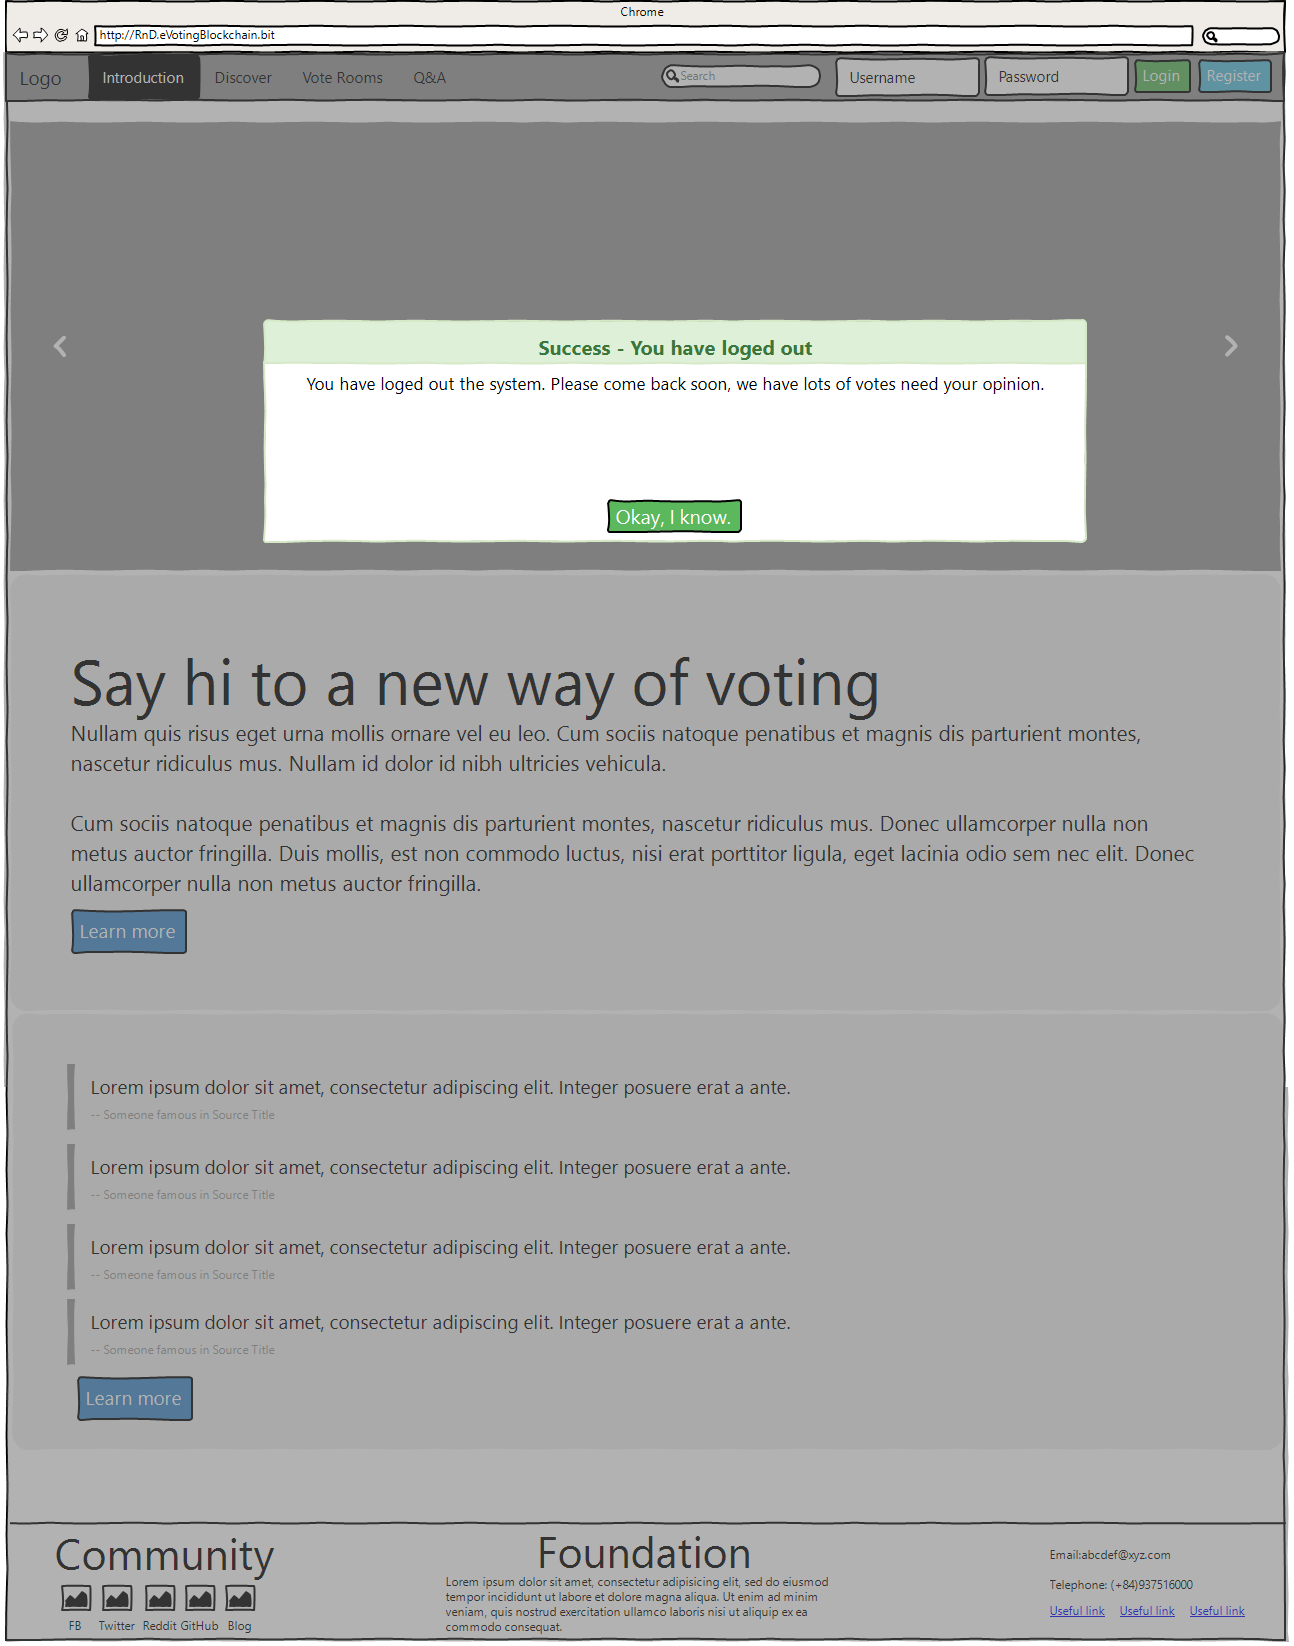 Chrome
http://RnD.eVotingBlockchain.bit
Logo Introduction Discover Vote Rooms Q&A Search Username Password Login Register
Success - You have loged out
You have loged out the system. Please come back soon, we have lots of votes need your opinion.
Okay, I know.
Say hi to a new way of voting
Nullam quis risus eget urna mollis ornare vel eu leo. Cum sociis natoque penatibus et magnis dis parturient montes,
nascetur ridiculus mus. Nullam id dolor id nibh ultricies vehicula.
Cum sociis natoque penatibus et magnis dis parturient montes, nascetur ridiculus mus. Donec ullamcorper nulla non
metus auctor fringilla. Duis mollis, est non commodo luctus, nisi erat porttitor ligula, eget lacinia odio sem nec elit. Donec
ullamcorper nulla non metus auctor fringilla.
Learn more
Lorem ipsum dolor sit amet, consectetur adipiscing elit. Integer posuere erat a ante.
-- Someone famous in Source Title
Lorem ipsum dolor sit amet, consectetur adipiscing elit. Integer posuere erat a ante.
-- Someone famous in Source Title
Lorem ipsum dolor sit amet, consectetur adipiscing elit. Integer posuere erat a ante.
-- Someone famous in Source Title
Lorem ipsum dolor sit amet, consectetur adipiscing elit. Integer posuere erat a ante.
-- Someone famous in Source Title
Learn more
Community
FB Twitter Reddit GitHub Blog
Foundation
Lorem ipsum dolor sit amet, consectetur adipisicing elit, sed do eiusmod
tempor incididunt ut labore et dolore magna aliqua. Ut enim ad minim
veniam, quis nostrud exercitation ullamco laboris nisi ut aliquip ex ea
commodo consequat.
Email:abcdef@xyz.com
Telephone: (+84)937516000
Useful link Useful link Useful link